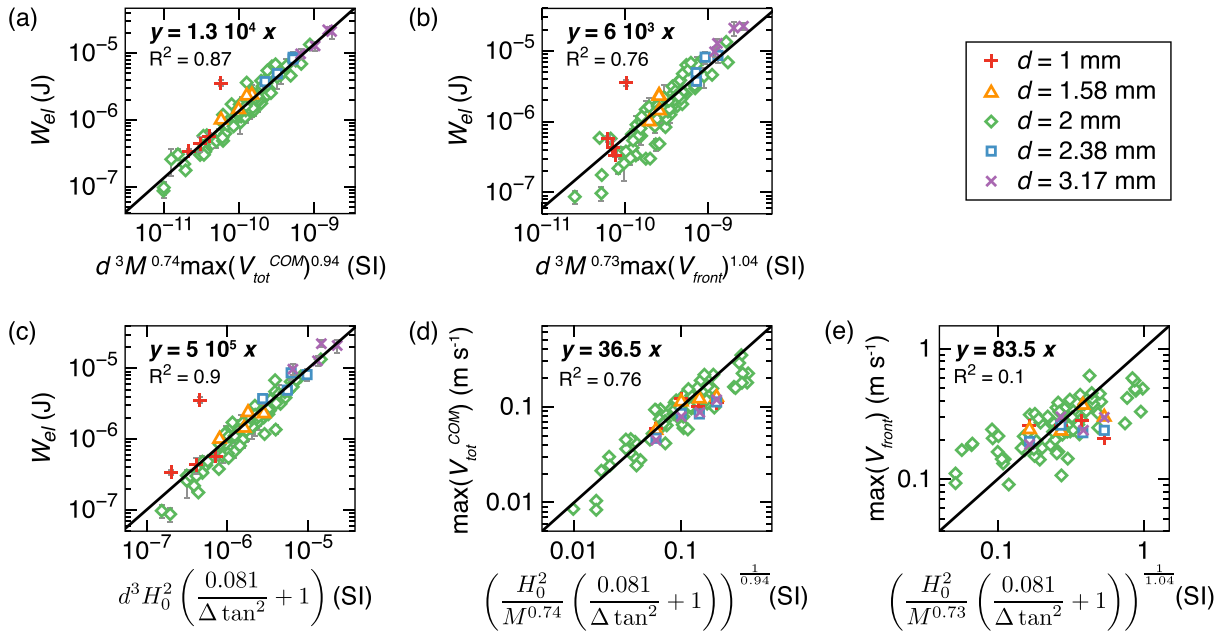 (a)
y = 1.3 10⁴ x
R² = 0.87
W_el (J)
10⁻⁵
10⁻⁶
10⁻⁷
10⁻¹¹ 10⁻¹⁰ 10⁻⁹
d ³M ⁰·⁷⁴max(V_tot^COM)⁰·⁹⁴ (SI)
(b)
y = 6 10³ x
R² = 0.76
W_el (J)
10⁻⁵
10⁻⁶
10⁻⁷
10⁻¹¹ 10⁻¹⁰ 10⁻⁹
d ³M ⁰·⁷³max(V_front)¹·⁰⁴ (SI)
d = 1 mm
d = 1.58 mm
d = 2 mm
d = 2.38 mm
d = 3.17 mm
(c)
y = 5 10⁵ x
R² = 0.9
W_el (J)
10⁻⁵
10⁻⁶
10⁻⁷
10⁻⁷ 10⁻⁶ 10⁻⁵
d³H₀² (0.081 / Δ tan² + 1) (SI)
(d)
y = 36.5 x
R² = 0.76
max(V_tot^COM) (m s⁻¹)
0.1
0.01
0.01 0.1
(H₀² / M⁰·⁷⁴ (0.081 / Δ tan² + 1))^(1/0.94) (SI)
(e)
y = 83.5 x
R² = 0.1
max(V_front) (m s⁻¹)
1
0.1
0.1 1
(H₀² / M⁰·⁷³ (0.081 / Δ tan² + 1))^(1/1.04) (SI)